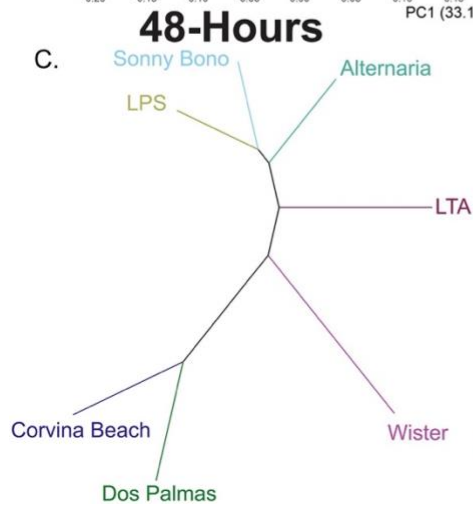 PC1 (33.1
48-Hours
C.
Sonny Bono
Alternaria
LPS
LTA
Corvina Beach
Wister
Dos Palmas